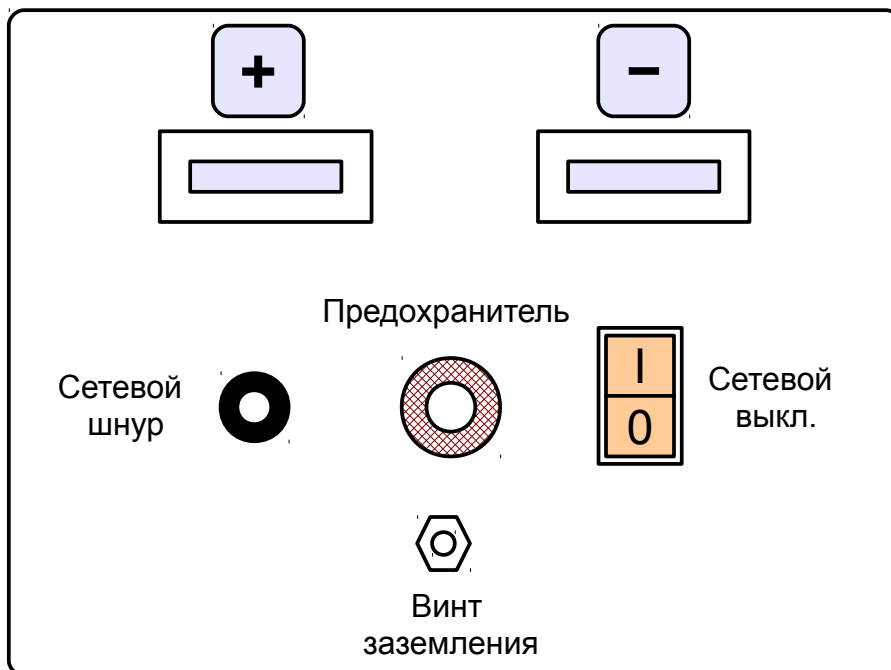 +
−
Предохранитель
Сетевой
шнур
I
0
Сетевой
выкл.
Винт
заземления